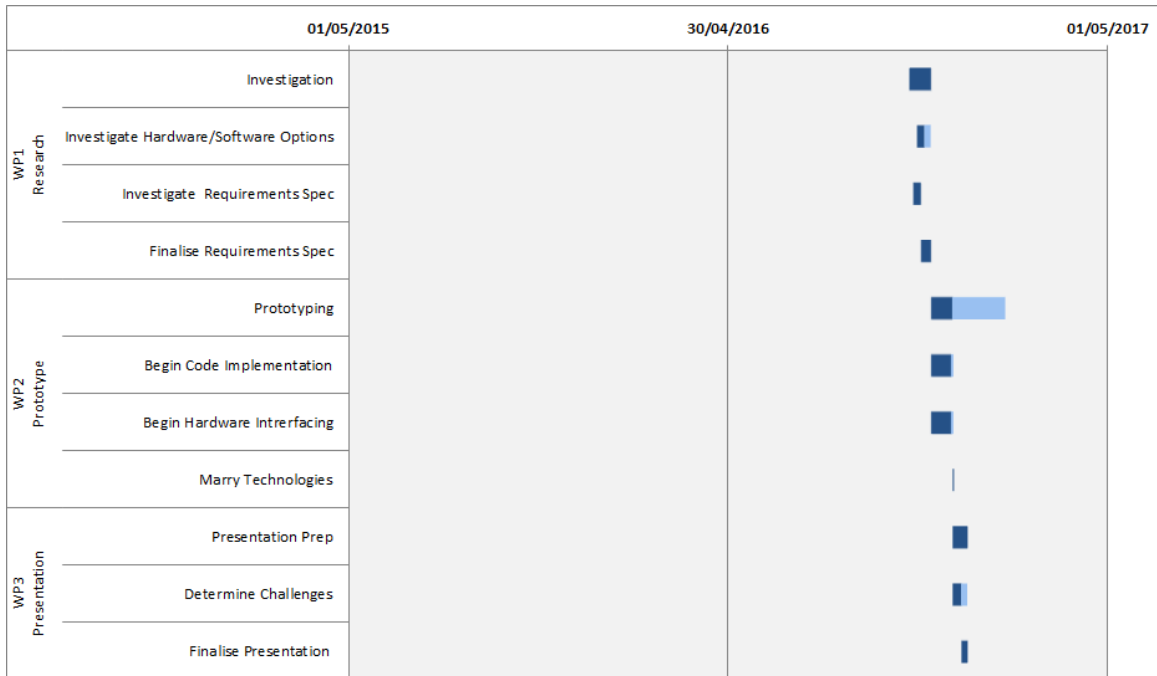 01/05/2015 30/04/2016 01/05/2017
WP1
Research
Investigation
Investigate Hardware/Software Options
Investigate Requirements Spec
Finalise Requirements Spec
WP2
Prototype
Prototyping
Begin Code Implementation
Begin Hardware Intrerfacing
Marry Technologies
WP3
Presentation
Presentation Prep
Determine Challenges
Finalise Presentation